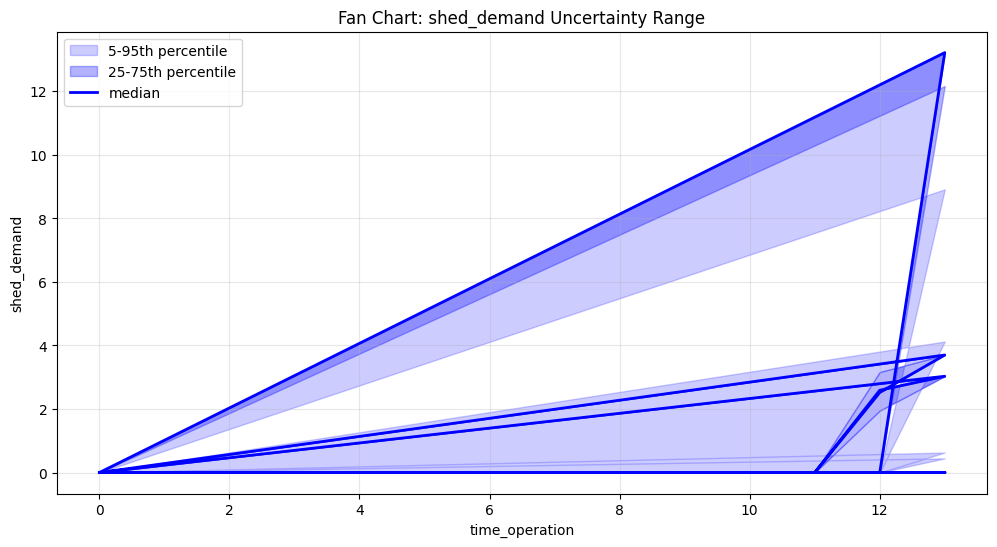 Fan Chart: shed_demand Uncertainty Range
5-95th percentile
25-75th percentile
median
shed_demand
12
10
8
6
4
2
0
0 2 4 6 8 10 12
time_operation